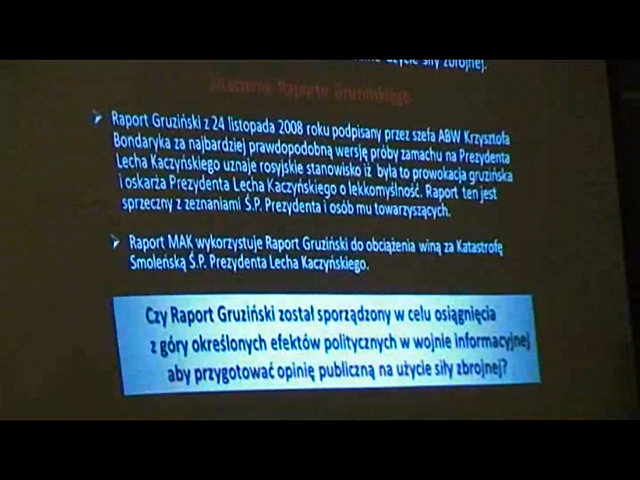 użycie siły zbrojnej.
Znaczenie Raportu Gruzińskiego
Raport Gruziński z 24 listopada 2008 roku podpisany przez szefa ABW Krzysztofa
Bondaryka za najbardziej prawdopodobną wersję próby zamachu na Prezydenta
Lecha Kaczyńskiego uznaje rosyjskie stanowisko iż była to prowokacja gruzińska
i oskarża Prezydenta Lecha Kaczyńskiego o lekkomyślność. Raport ten jest
sprzeczny z zeznaniami Ś.P. Prezydenta i osób mu towarzyszących.
Raport MAK wykorzystuje Raport Gruziński do obciążenia winą za Katastrofę
Smoleńską Ś.P. Prezydenta Lecha Kaczyńskiego.
Czy Raport Gruziński został sporządzony w celu osiągnięcia
z góry określonych efektów politycznych w wojnie informacyjnej
aby przygotować opinię publiczną na użycie siły zbrojnej?